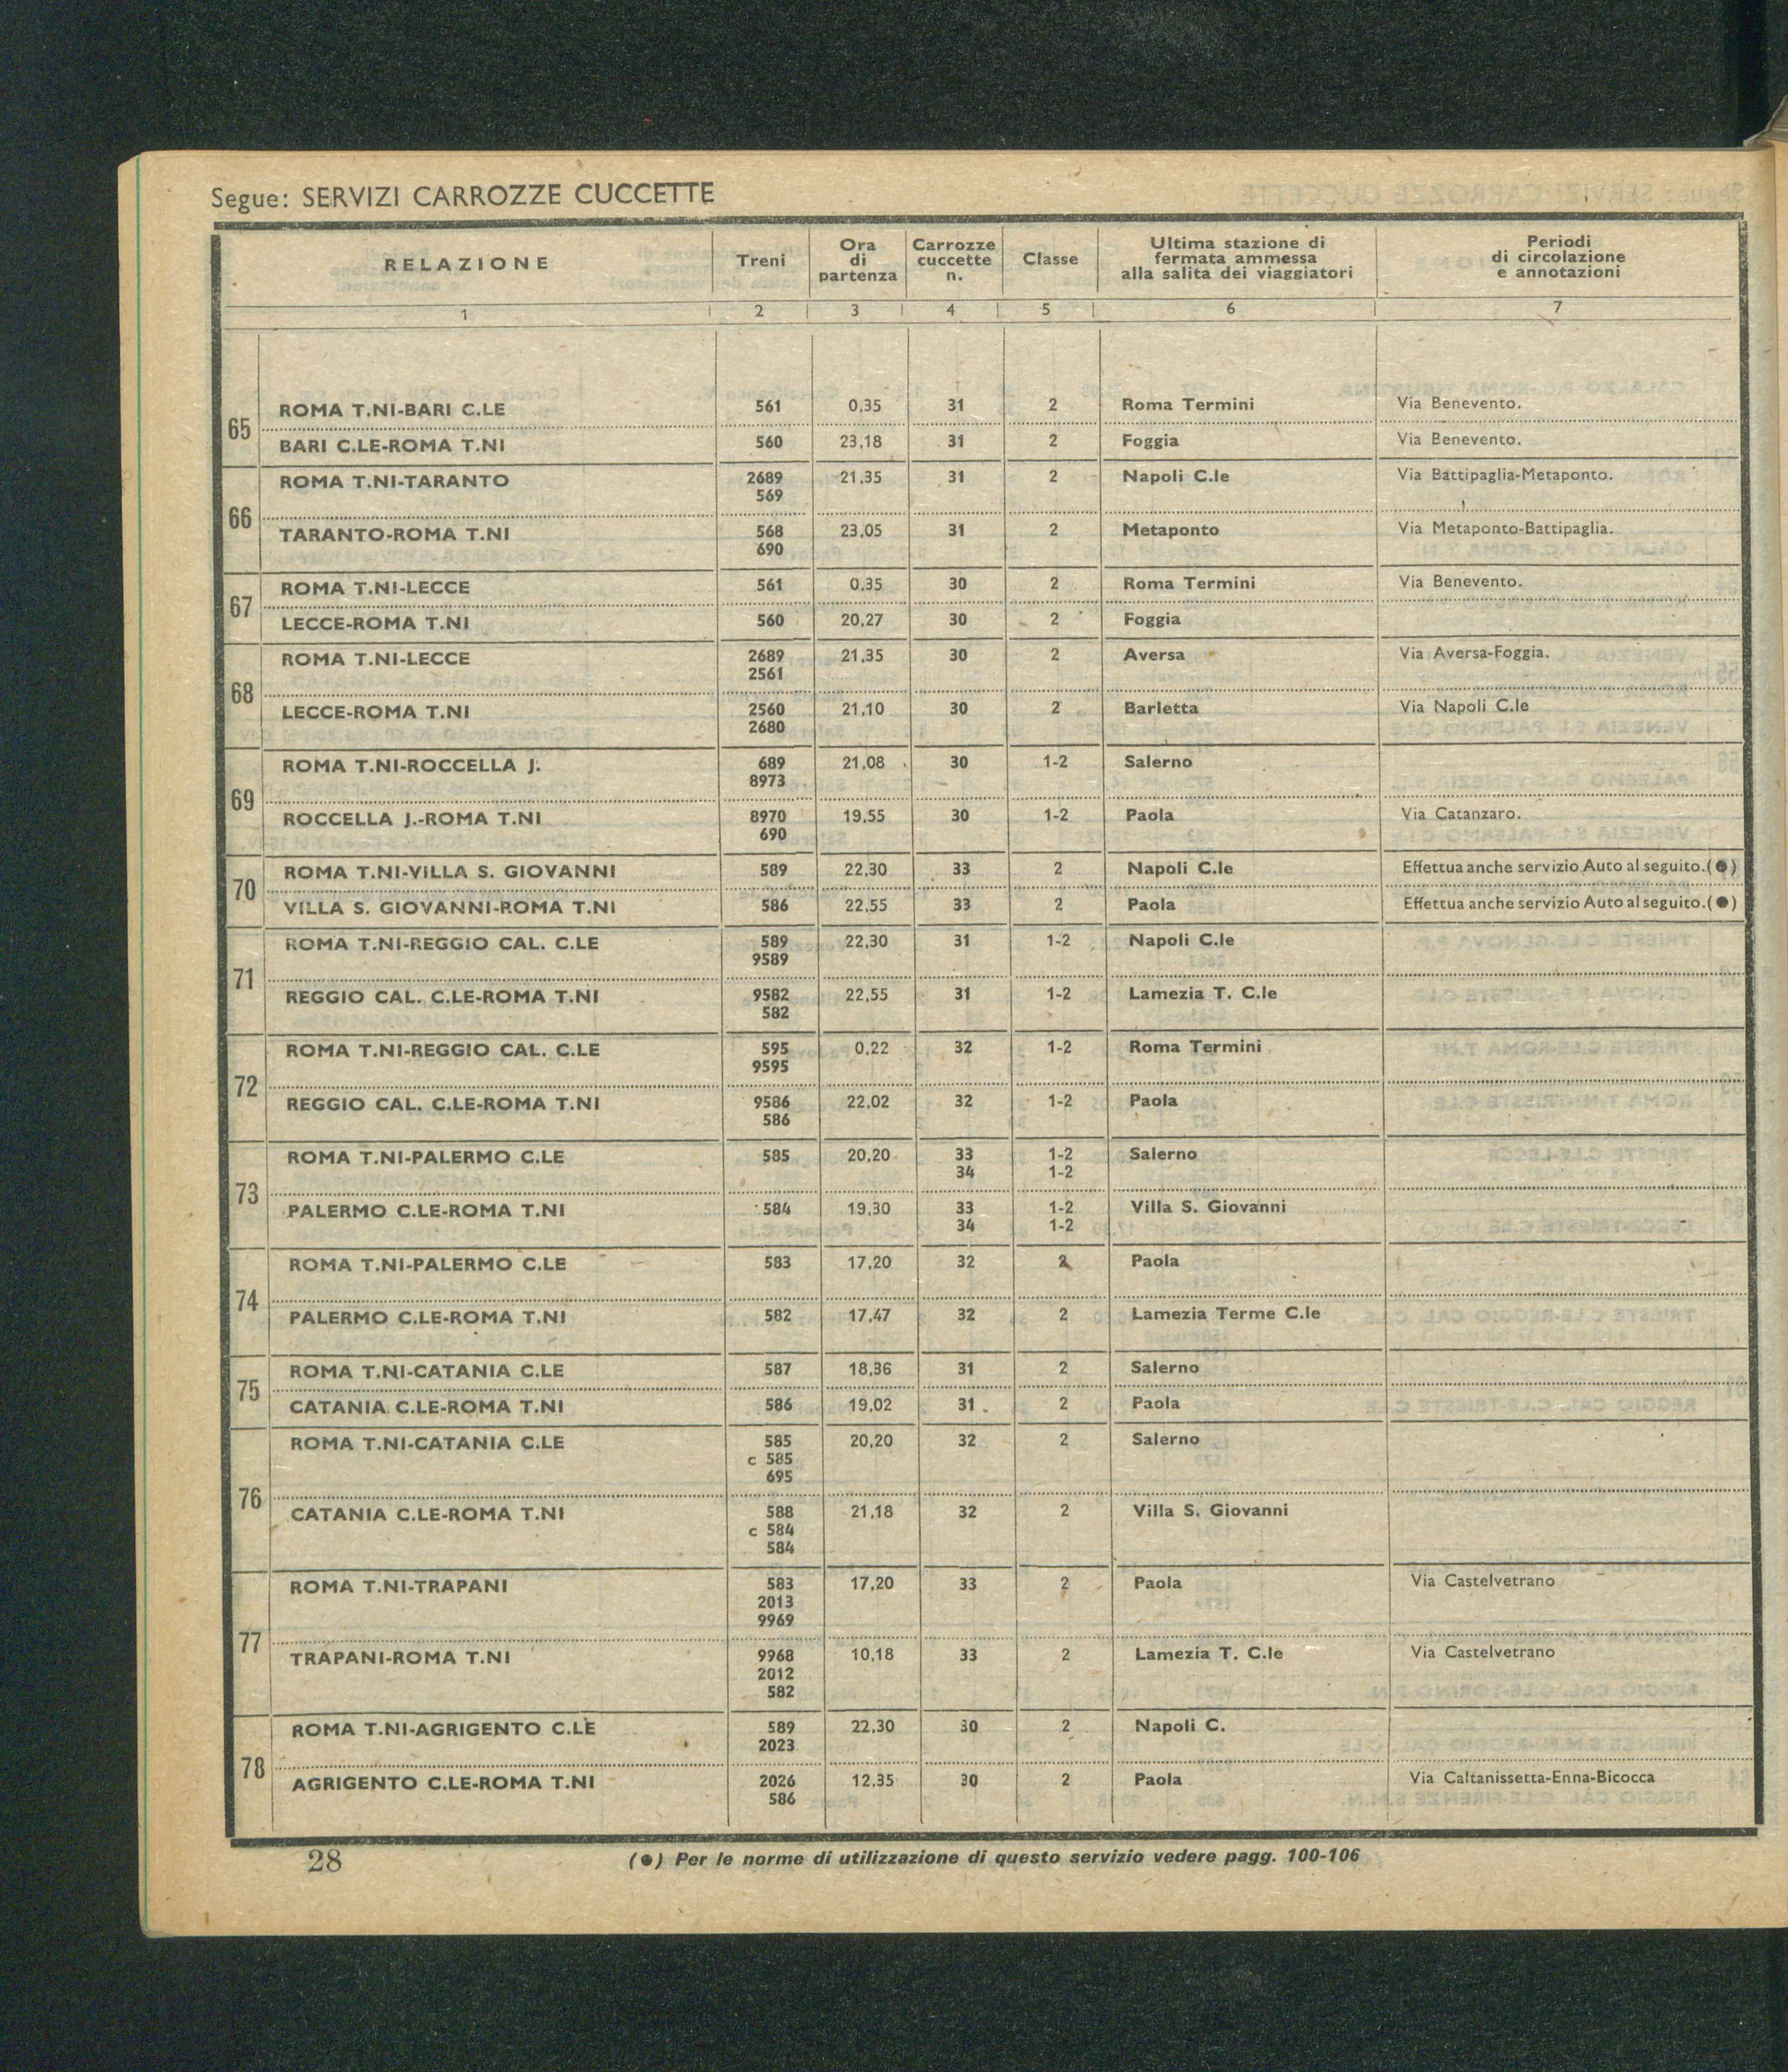 Segue: SERVIZI CARROZZE CUCCETTE
RELAZIONE Treni Ora di partenza Carrozze cuccette n. Classe Ultima stazione di fermata ammessa alla salita dei viaggiatori Periodi di circolazione e annotazioni
1 2 3 4 5 6 7
65
ROMA T.NI-BARI C.LE 561 0,35 31 2 Roma Termini Via Benevento.
BARI C.LE-ROMA T.NI 560 23,18 31 2 Foggia Via Benevento.
66
ROMA T.NI-TARANTO 2689 21,35 31 2 Napoli C.le Via Battipaglia-Metaponto.
569
TARANTO-ROMA T.NI 568 23,05 31 2 Metaponto Via Metaponto-Battipaglia.
690
67
ROMA T.NI-LECCE 561 0,35 30 2 Roma Termini Via Benevento.
LECCE-ROMA T.NI 560 20,27 30 2 Foggia
68
ROMA T.NI-LECCE 2689 21,35 30 2 Aversa Via Aversa-Foggia.
2561
LECCE-ROMA T.NI 2560 21,10 30 2 Barletta Via Napoli C.le
2680
69
ROMA T.NI-ROCCELLA J. 689 21,08 30 1-2 Salerno
8973
ROCCELLA J.-ROMA T.NI 8970 19,55 30 1-2 Paola Via Catanzaro.
690
70
ROMA T.NI-VILLA S. GIOVANNI 589 22,30 33 2 Napoli C.le Effettua anche servizio Auto al seguito.(●)
VILLA S. GIOVANNI-ROMA T.NI 586 22,55 33 2 Paola Effettua anche servizio Auto al seguito.(●)
71
ROMA T.NI-REGGIO CAL. C.LE 589 22,30 31 1-2 Napoli C.le
9589
REGGIO CAL. C.LE-ROMA T.NI 9582 22,55 31 1-2 Lamezia T. C.le
582
72
ROMA T.NI-REGGIO CAL. C.LE 595 0,22 32 1-2 Roma Termini
9595
REGGIO CAL. C.LE-ROMA T.NI 9586 22,02 32 1-2 Paola
586
73
ROMA T.NI-PALERMO C.LE 585 20,20 33 1-2 Salerno
34 1-2
PALERMO C.LE-ROMA T.NI 584 19,30 33 1-2 Villa S. Giovanni
34 1-2
74
ROMA T.NI-PALERMO C.LE 583 17,20 32 2 Paola
PALERMO C.LE-ROMA T.NI 582 17,47 32 2 Lamezia Terme C.le
75
ROMA T.NI-CATANIA C.LE 587 18,36 31 2 Salerno
CATANIA C.LE-ROMA T.NI 586 19,02 31 2 Paola
76
ROMA T.NI-CATANIA C.LE 585 20,20 32 2 Salerno
c 585
695
CATANIA C.LE-ROMA T.NI 588 21,18 32 2 Villa S. Giovanni
c 584
584
77
ROMA T.NI-TRAPANI 583 17,20 33 2 Paola Via Castelvetrano
2013
9969
TRAPANI-ROMA T.NI 9968 10,18 33 2 Lamezia T. C.le Via Castelvetrano
2012
582
78
ROMA T.NI-AGRIGENTO C.LE 589 22,30 30 2 Napoli C.
2023
AGRIGENTO C.LE-ROMA T.NI 2026 12,35 30 2 Paola Via Caltanissetta-Enna-Bicocca
586
28
(●) Per le norme di utilizzazione di questo servizio vedere pagg. 100-106